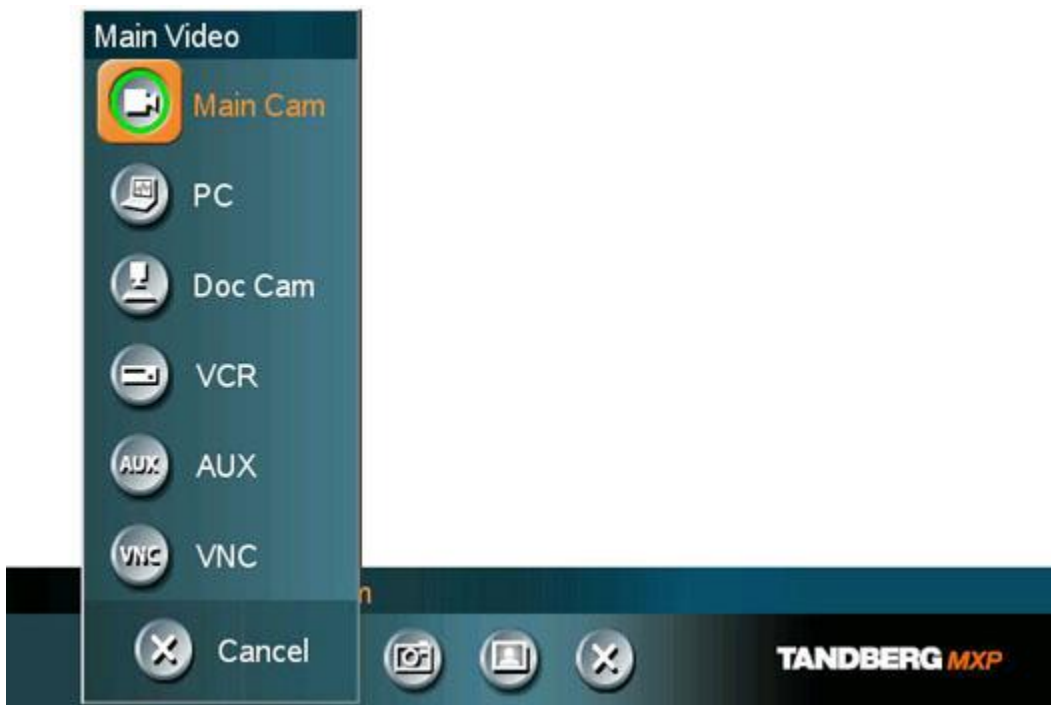 Main Video
Main Cam
PC
Doc Cam
VCR
AUX AUX
VNC VNC
Cancel
TANDBERG MXP